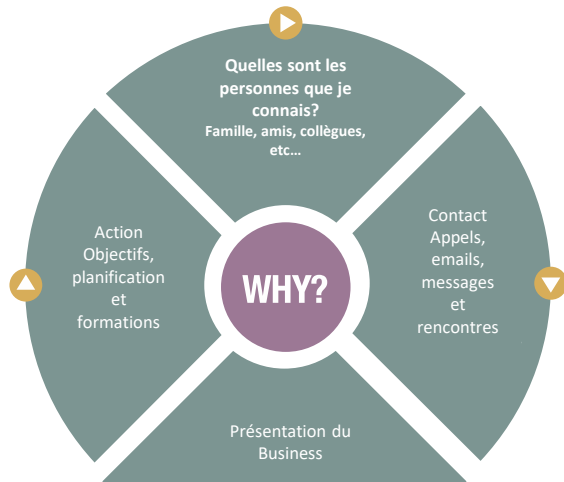 Quelles sont les
personnes que je
connais?
Famille, amis, collègues,
etc…
Contact
Appels,
emails,
messages
et
rencontres
Action
Objectifs,
planification
et
formations
WHY?
Présentation du
Business